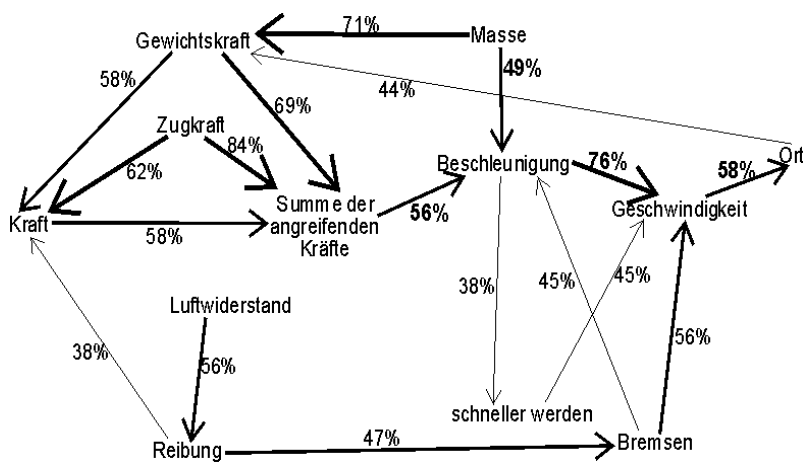 71%
Masse
Gewichtskraft
58%
49%
44%
69%
Zugkraft
84%
62%
Beschleunigung
76%
58%
Ort
Kraft
58%
Summe der
angreifenden
Kräfte
56%
Geschwindigkeit
38%
45%
45%
Luftwiderstand
38%
56%
56%
schneller werden
Reibung
47%
Bremsen